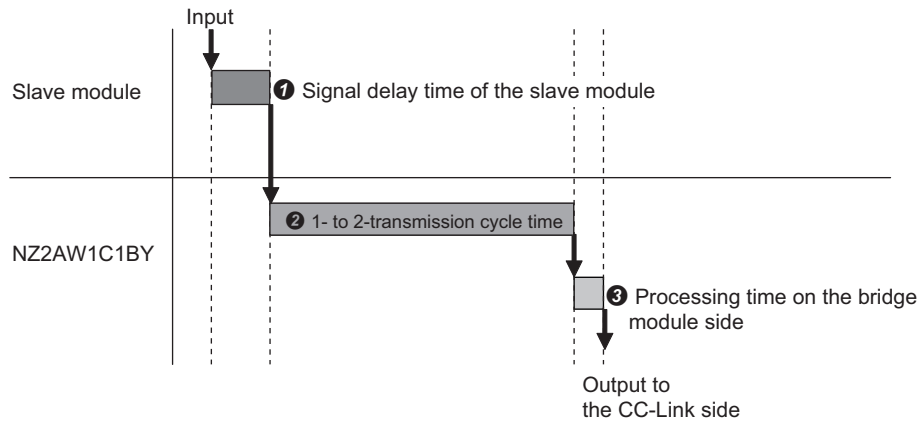 Input
Slave module
❶ Signal delay time of the slave module
❷ 1- to 2-transmission cycle time
NZ2AW1C1BY
❸ Processing time on the bridge
module side
Output to
the CC-Link side